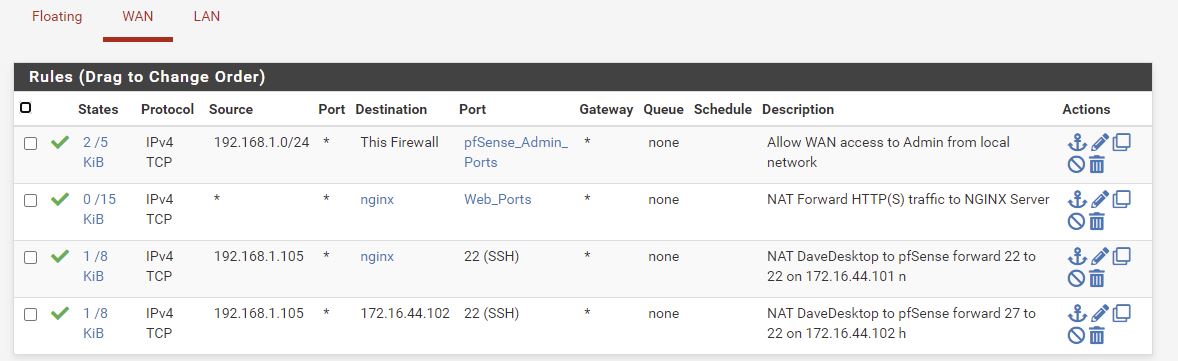 Floating WAN LAN
Rules (Drag to Change Order)
States Protocol Source Port Destination Port Gateway Queue Schedule Description Actions
2 /5 IPv4 192.168.1.0/24 * This Firewall pfSense_Admin_ * none Allow WAN access to Admin from local
KiB TCP Ports network
0 /15 IPv4 * * nginx Web_Ports * none NAT Forward HTTP(S) traffic to NGINX Server
KiB TCP
1 /8 IPv4 192.168.1.105 * nginx 22 (SSH) * none NAT DaveDesktop to pfSense forward 22 to
KiB TCP 22 on 172.16.44.101 n
1 /8 IPv4 192.168.1.105 * 172.16.44.102 22 (SSH) * none NAT DaveDesktop to pfSense forward 27 to
KiB TCP 22 on 172.16.44.102 h